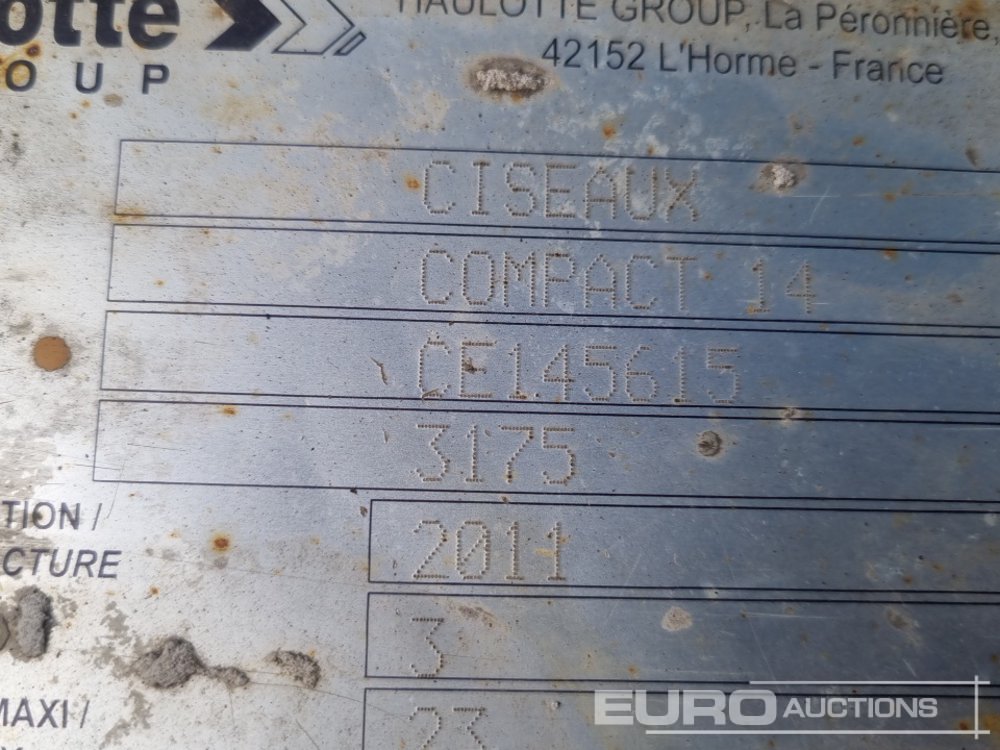 HAULOTTE GROUP, La Péronnière,
42152 L'Horme - France
otte
OUP
CISEAUX
COMPACT 14
CE145615
3175
TION /
CTURE
2011
3
MAXI /
23
EURO AUCTIONS